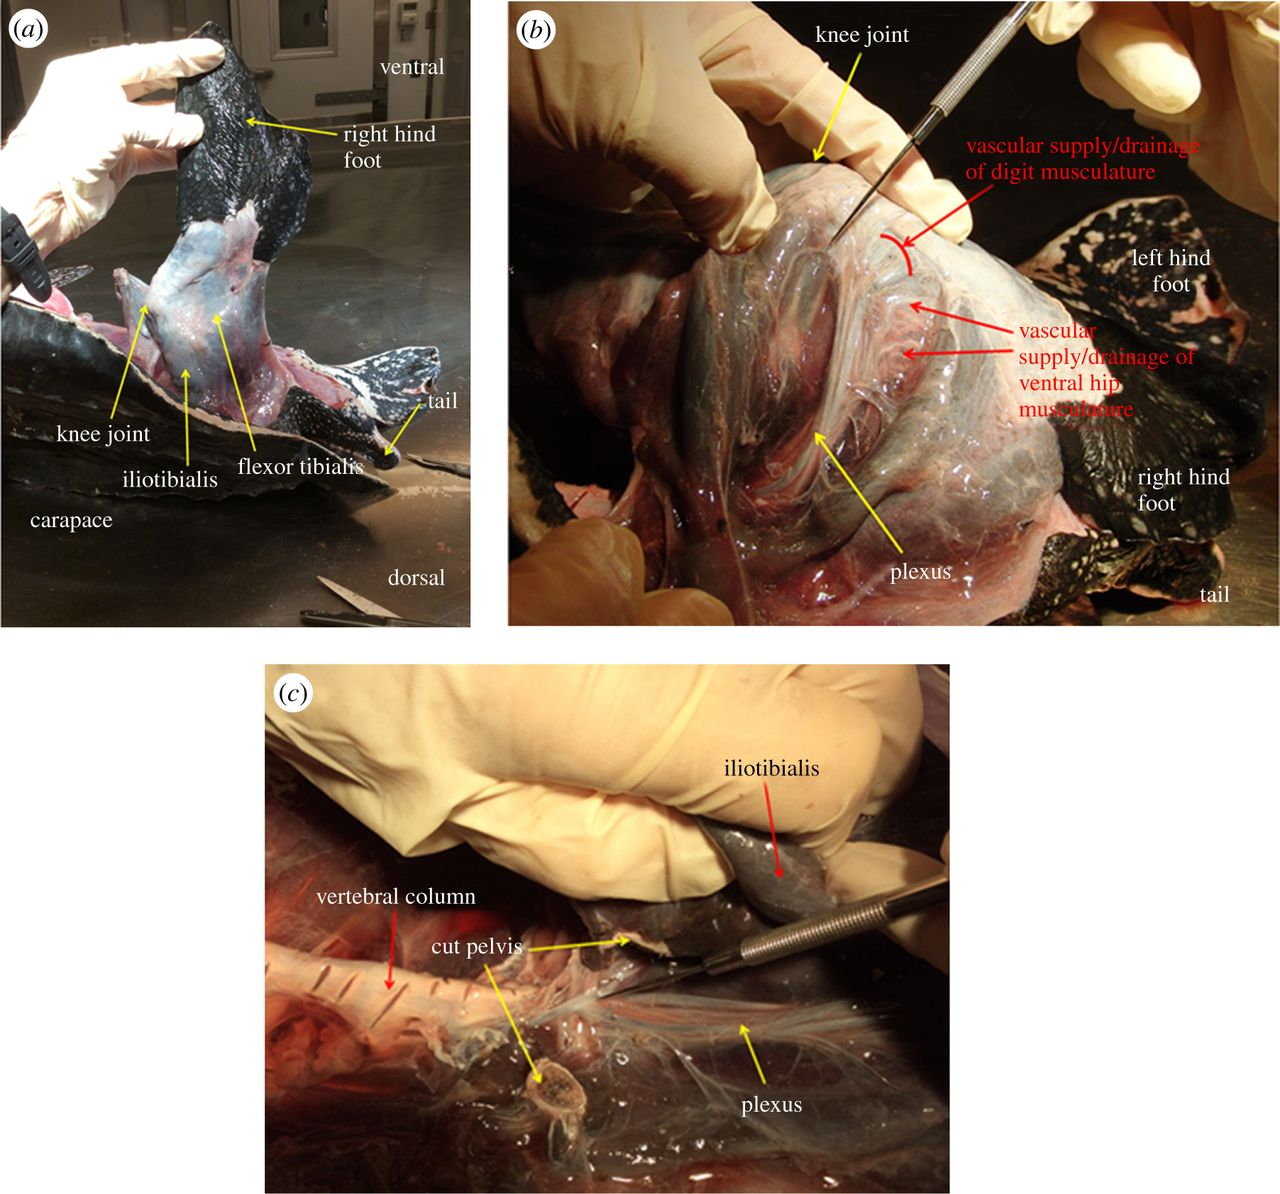 (a)
ventral
right hind
foot
tail
knee joint
flexor tibialis
iliotibialis
carapace
dorsal
(b)
knee joint
vascular supply/drainage
of digit musculature
left hind
foot
vascular
supply/drainage of
ventral hip
musculature
right hind
foot
plexus
tail
(c)
iliotibialis
vertebral column
cut pelvis
plexus